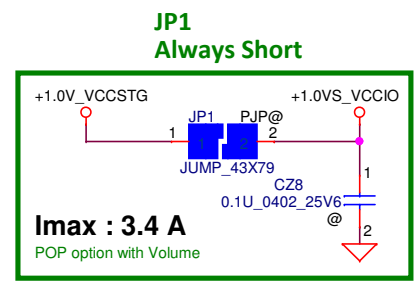 JP1
Always Short
+1.0V_VCCSTG
+1.0VS_VCCIO
JP1 PJP@
1 1 2 2
JUMP_43X79
1
CZ8
0.1U_0402_25V6
@
2
Imax : 3.4 A
POP option with Volume